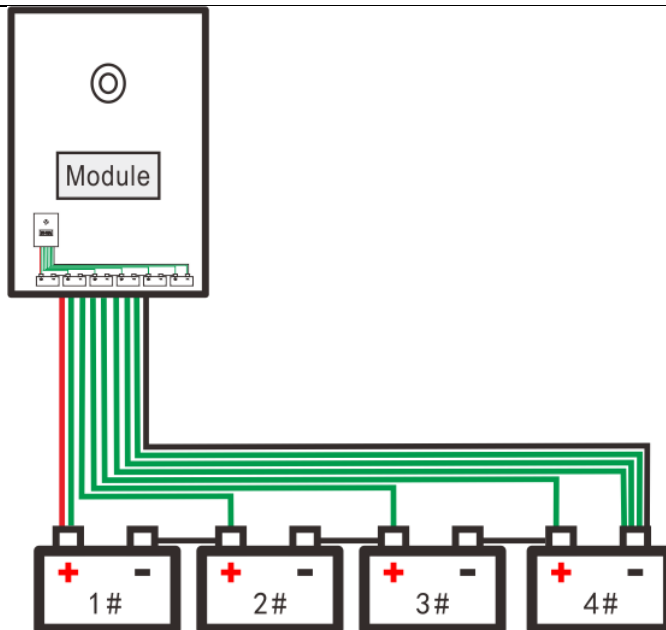 Module
+ - + - + - + -
1# 2# 3# 4#